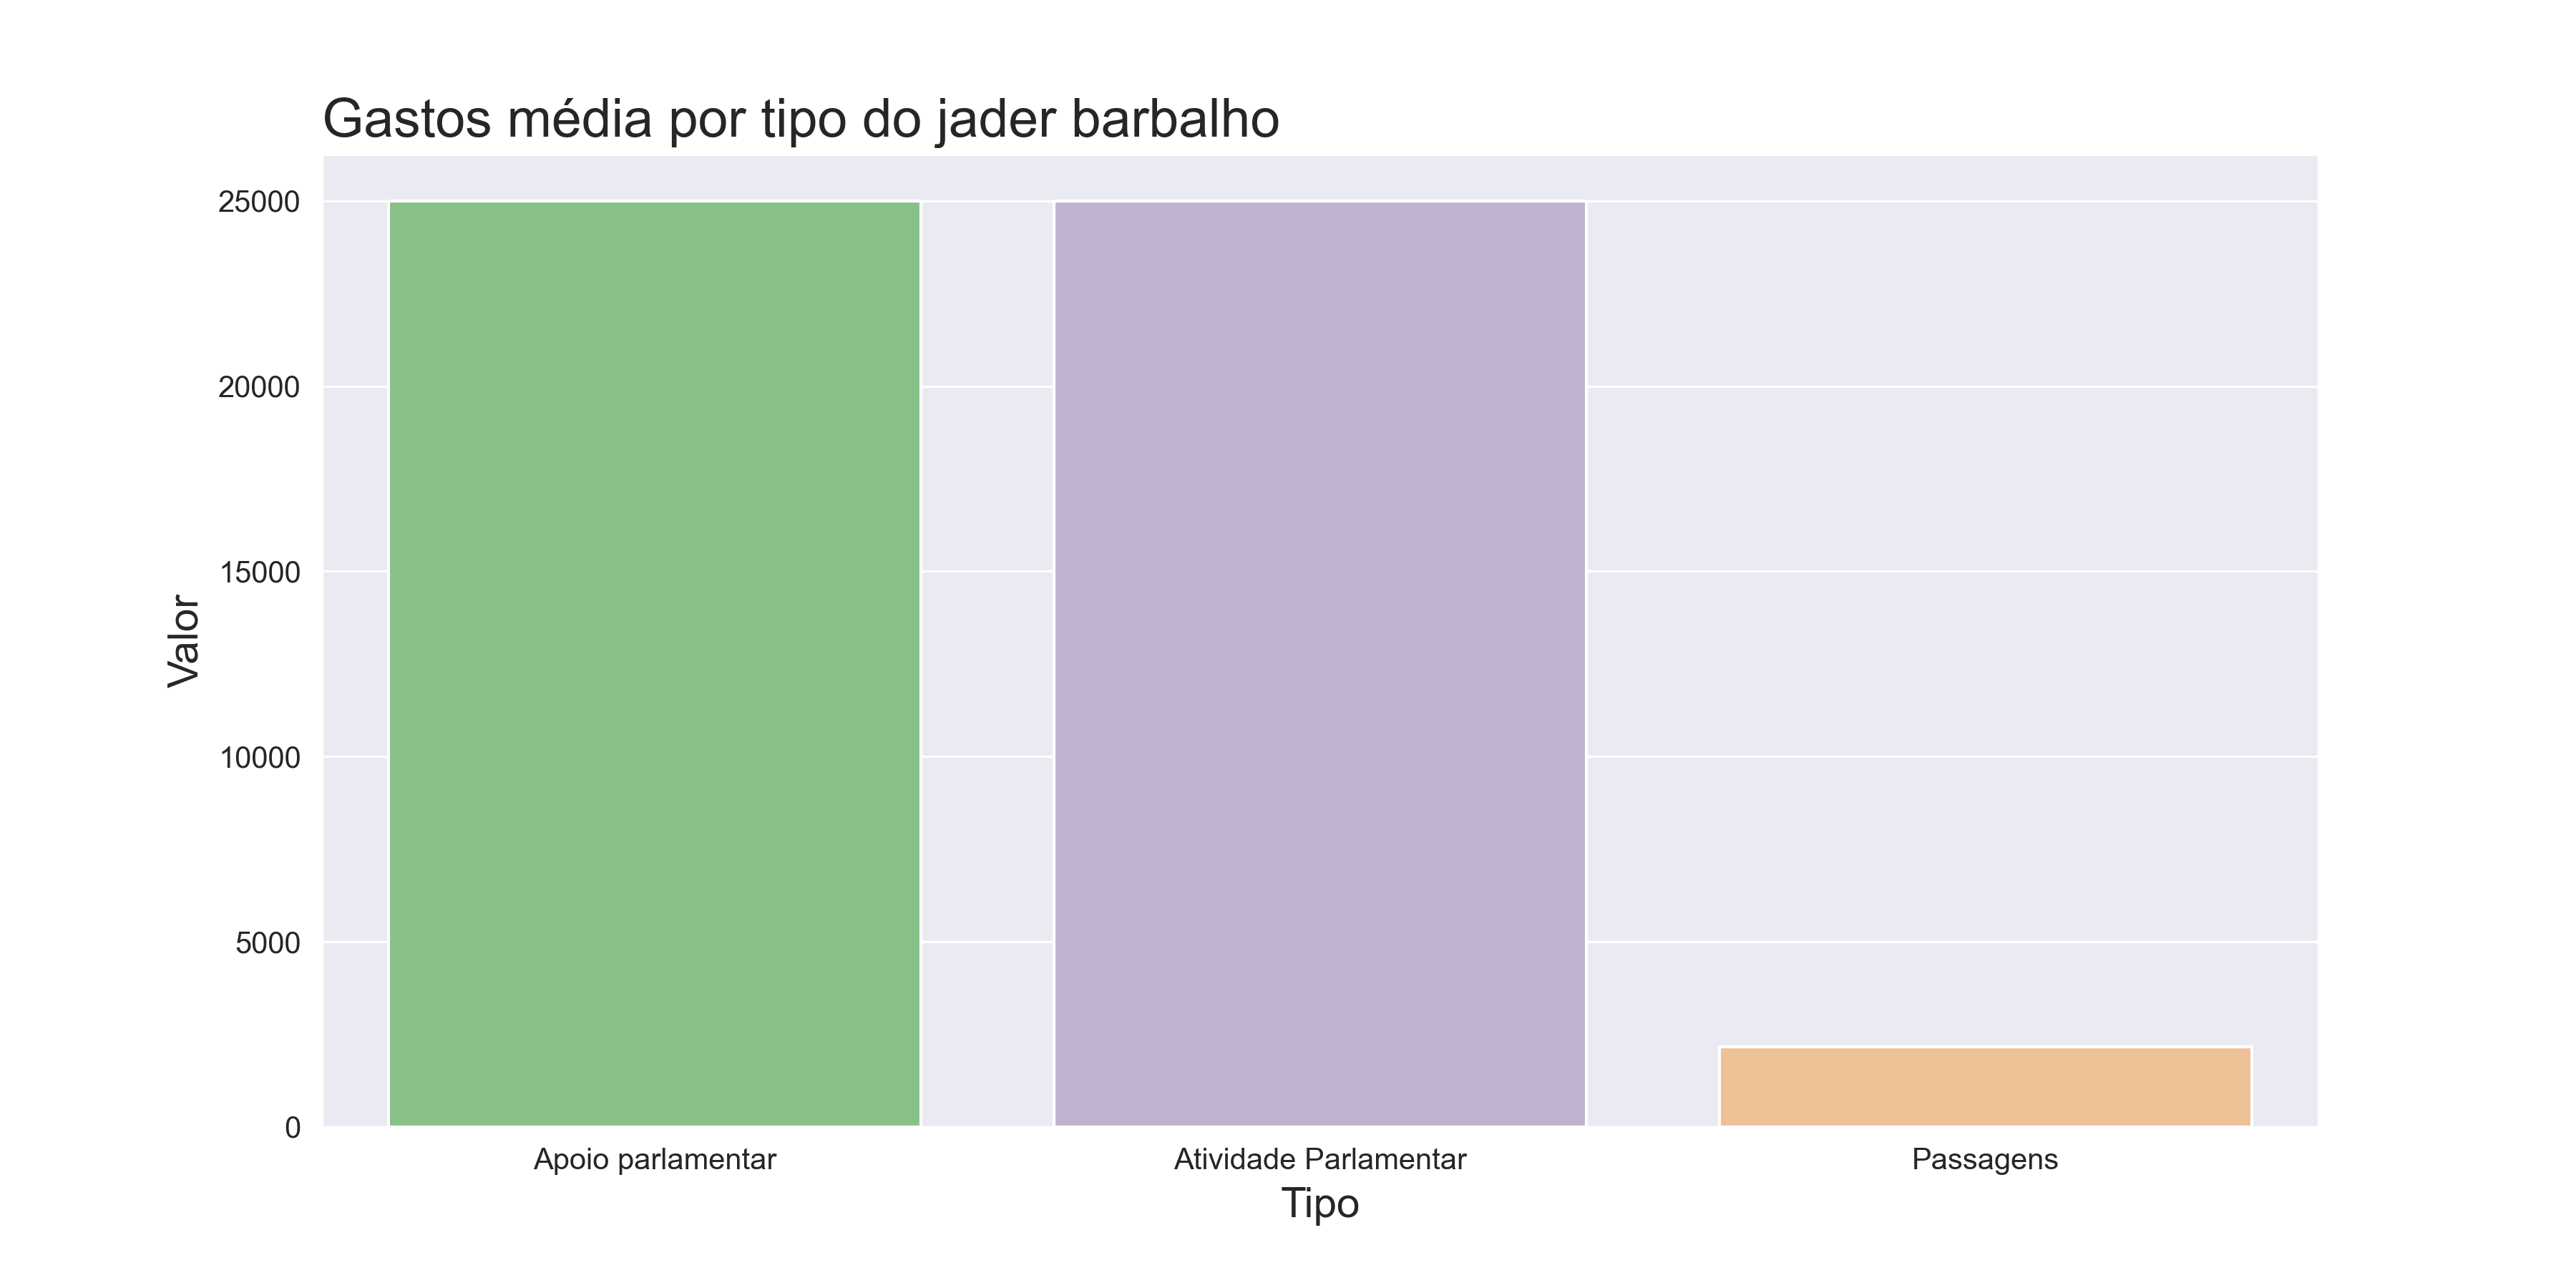 Gastos média por tipo do jader barbalho
25000
20000
15000
10000
5000
0
Valor
Apoio parlamentar
Atividade Parlamentar
Passagens
Tipo